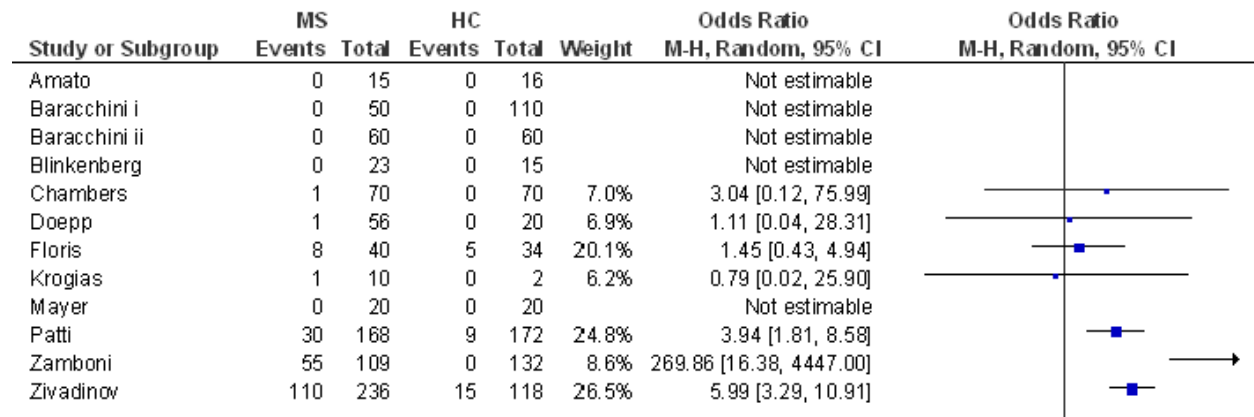 MS HC Odds Ratio Odds Ratio
Study or Subgroup Events Total Events Total Weight M-H, Random, 95% CI M-H, Random, 95% CI
Amato 0 15 0 16 Not estimable
Baracchini i 0 50 0 110 Not estimable
Baracchini ii 0 60 0 60 Not estimable
Blinkenberg 0 23 0 15 Not estimable
Chambers 1 70 0 70 7.0% 3.04 [0.12, 75.99]
Doepp 1 56 0 20 6.9% 1.11 [0.04, 28.31]
Floris 8 40 5 34 20.1% 1.45 [0.43, 4.94]
Krogias 1 10 0 2 6.2% 0.79 [0.02, 25.90]
Mayer 0 20 0 20 Not estimable
Patti 30 168 9 172 24.8% 3.94 [1.81, 8.58]
Zamboni 55 109 0 132 8.6% 269.86 [16.38, 4447.00]
Zivadinov 110 236 15 118 26.5% 5.99 [3.29, 10.91]